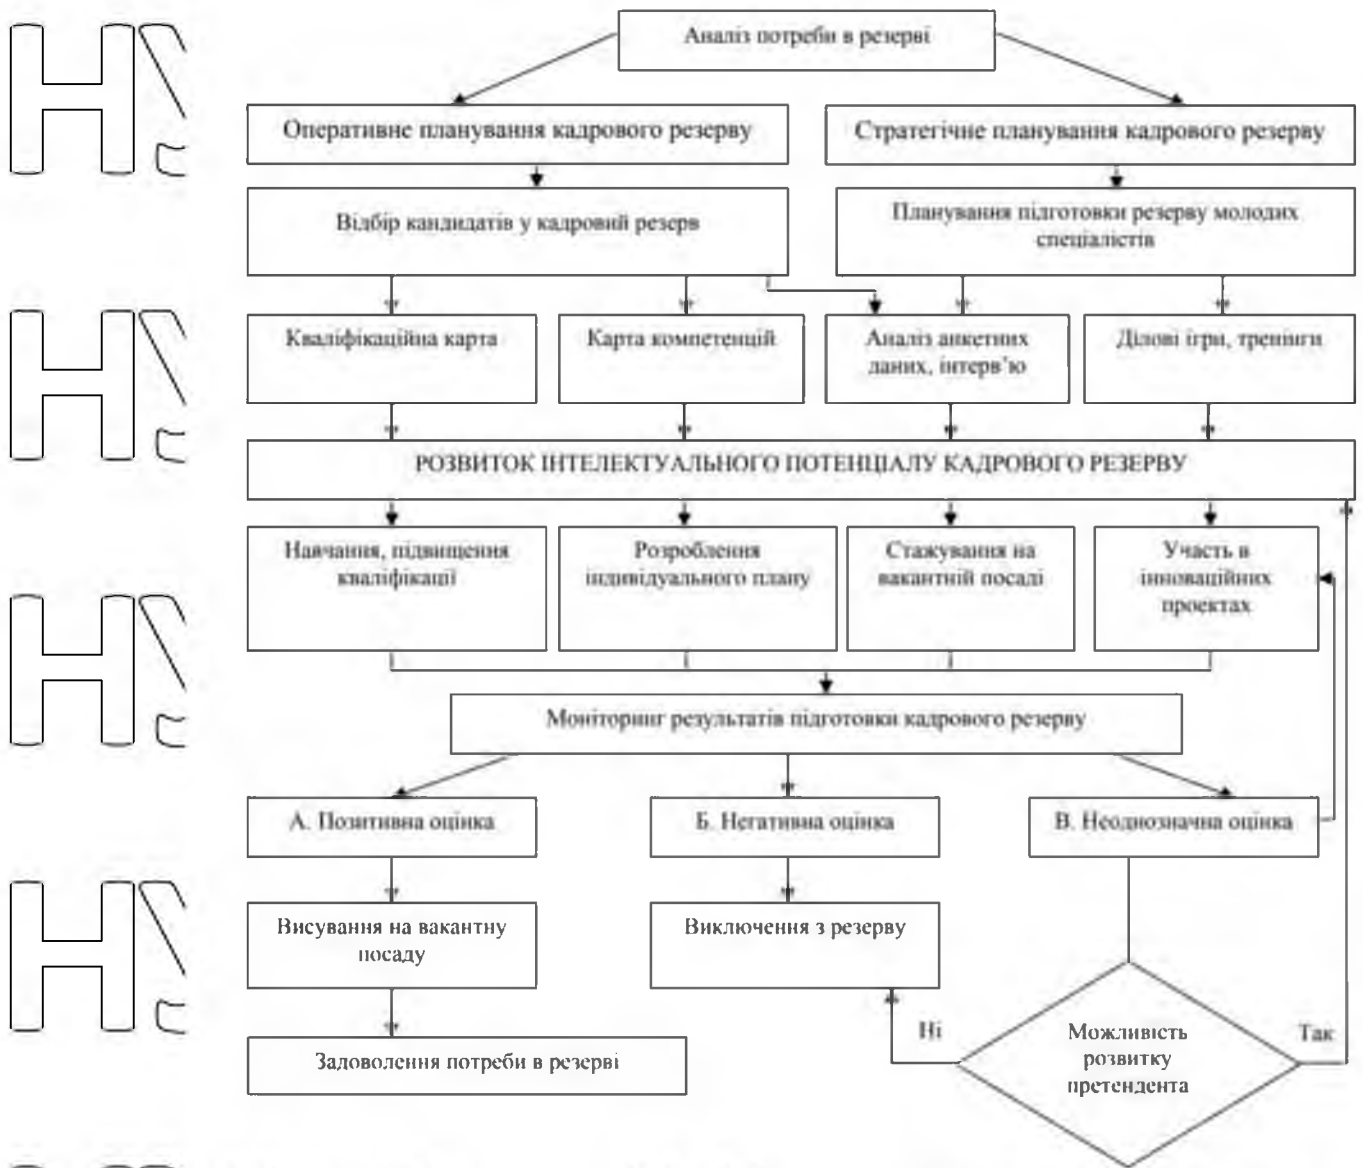 Аналіз потреби в резерві
Оперативне планування кадрового резерву
Стратегічне планування кадрового резерву
Відбір кандидатів у кадровий резерв
Планування підготовки резерву молодих
спеціалістів
Кваліфікаційна карта
Карта компетенцій
Аналіз анкетних
даних, інтерв’ю
Ділові ігри, тренінги
РОЗВИТОК ІНТЕЛЕКТУАЛЬНОГО ПОТЕНЦІАЛУ КАДРОВОГО РЕЗЕРВУ
Навчання, підвищення
кваліфікації
Розроблення
індивідуального плану
Стажування на
вакантній посаді
Участь в
інноваційних
проектах
Моніторинг результатів підготовки кадрового резерву
А. Позитивна оцінка
Б. Негативна оцінка
В. Неоднозначна оцінка
Висування на вакантну
посаду
Виключення з резерву
Задоволення потреби в резерві
Ні
Можливість
розвитку
претендента
Так